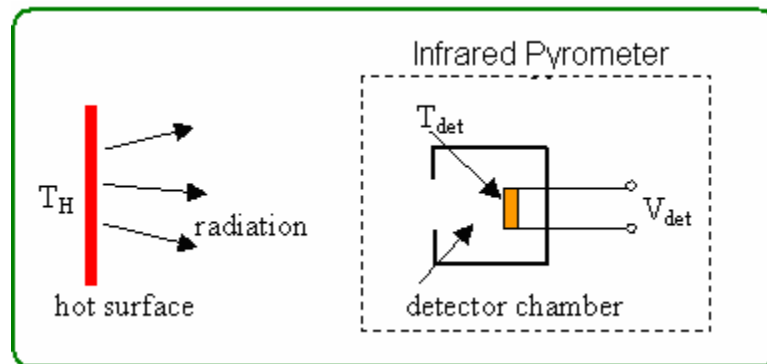 Infrared Pyrometer
T_det
T_H
radiation
V_det
hot surface
detector chamber